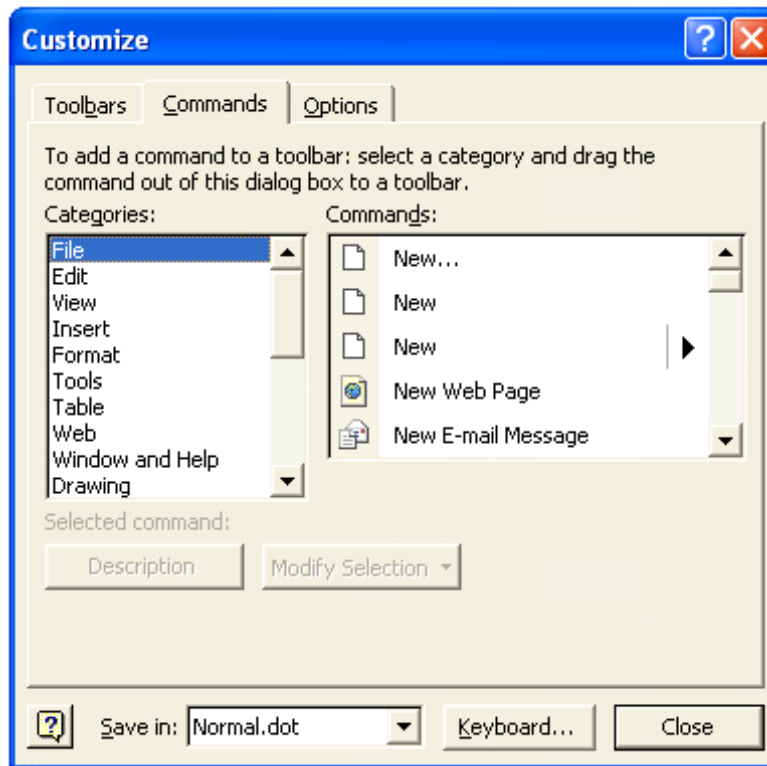 Customize
Toolbars Commands Options
To add a command to a toolbar: select a category and drag the
command out of this dialog box to a toolbar.
Categories:
File
Edit
View
Insert
Format
Tools
Table
Web
Window and Help
Drawing
Commands:
New...
New
New
New Web Page
New E-mail Message
Selected command:
Description Modify Selection
Save in: Normal.dot Keyboard... Close